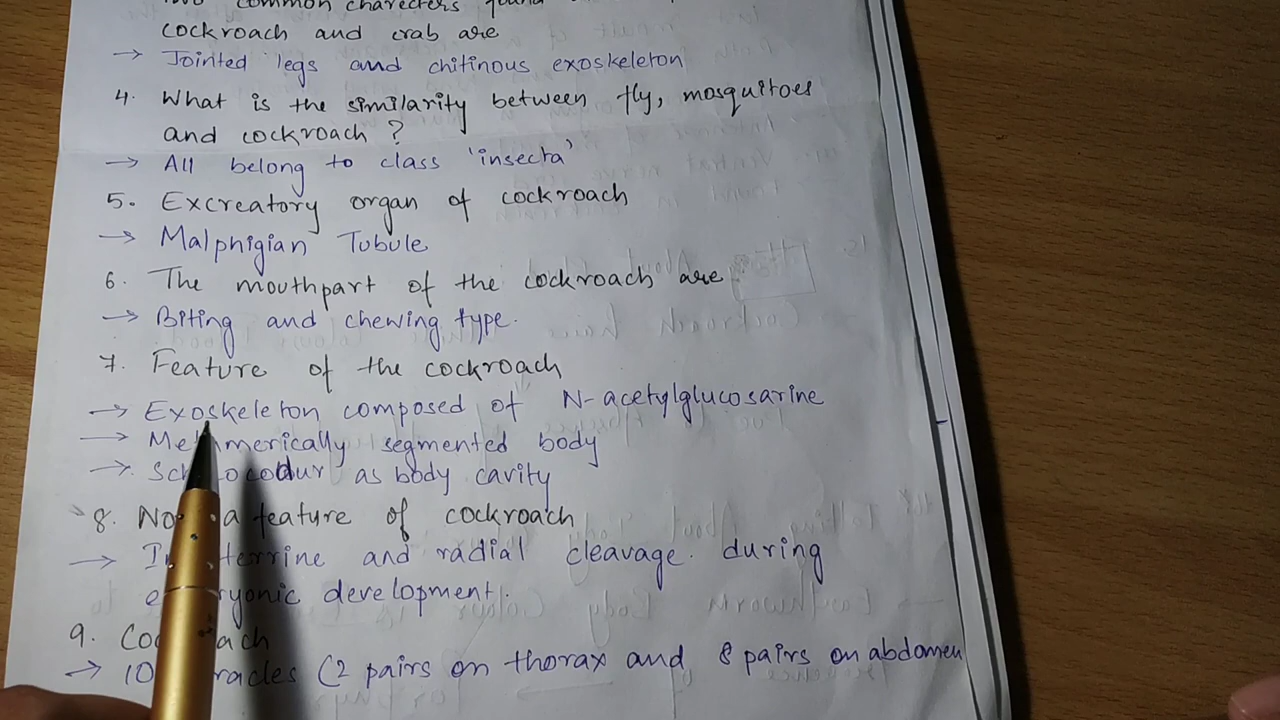 common characters found
cockroach and crab are
→ Jointed legs and chitinous exoskeleton
4. What is the similarity between fly, mosquitoes
and cockroach ?
→ All belong to class 'insecta'
5. Excreatory organ of cockroach
→ Malphigian Tubule
6. The mouthpart of the cockroach are
→ Biting and chewing type.
7. Feature of the cockroach
→ Exoskeleton composed of N-acetylglucosarine
→ segmented body
→ as body cavity
8. a feature of cockroach
→ and radial cleavage during
development.
9.
→ 10 (2 pairs on thorax and 8 pairs on abdomen